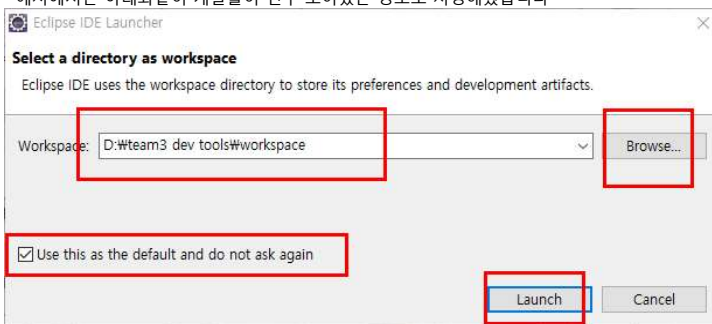 Eclipse IDE Launcher
Select a directory as workspace
Eclipse IDE uses the workspace directory to store its preferences and development artifacts.
Workspace: D:₩team3 dev tools₩workspace Browse...
Use this as the default and do not ask again
Launch Cancel